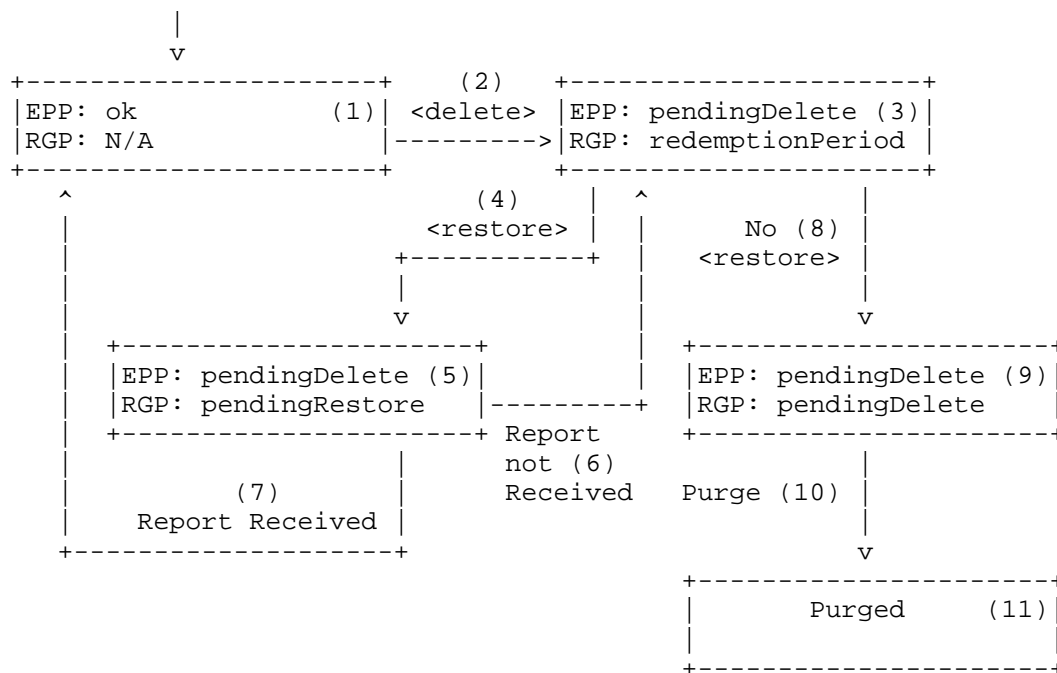 (2)
EPP: ok (1) <delete> EPP: pendingDelete (3)
RGP: N/A RGP: redemptionPeriod
(4)
<restore> No (8)
<restore>
EPP: pendingDelete (5) EPP: pendingDelete (9)
RGP: pendingRestore RGP: pendingDelete
Report
not (6)
(7) Received Purge (10)
Report Received
Purged (11)